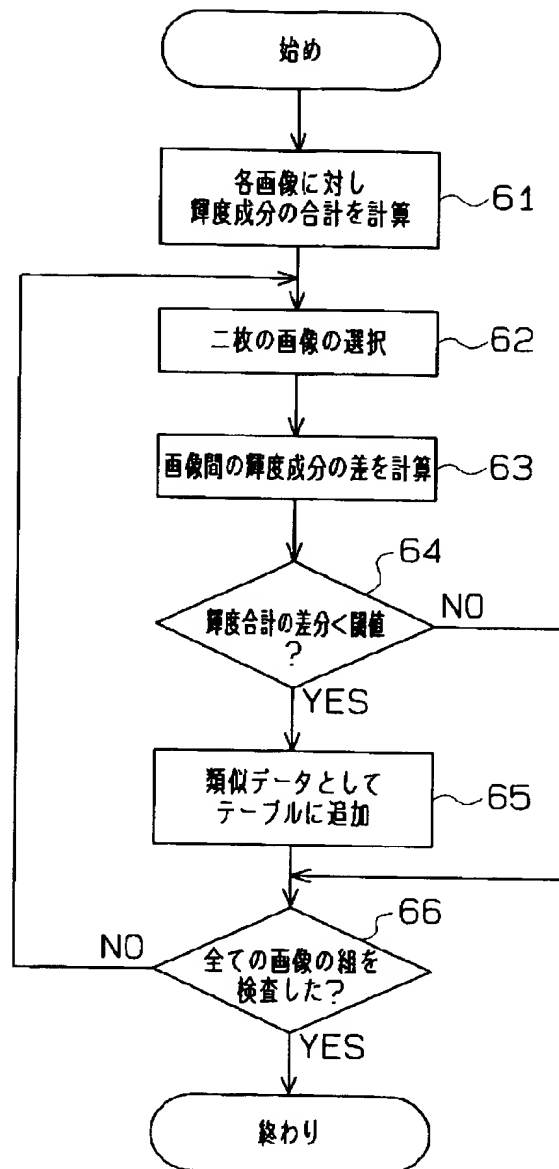 始め
各画像に対し
輝度成分の合計を計算
61
二枚の画像の選択
62
画像間の輝度成分の差を計算
63
64
輝度合計の差分<閾値
?
NO
YES
類似データとして
テーブルに追加
65
66
NO
全ての画像の組を
検査した?
YES
終わり